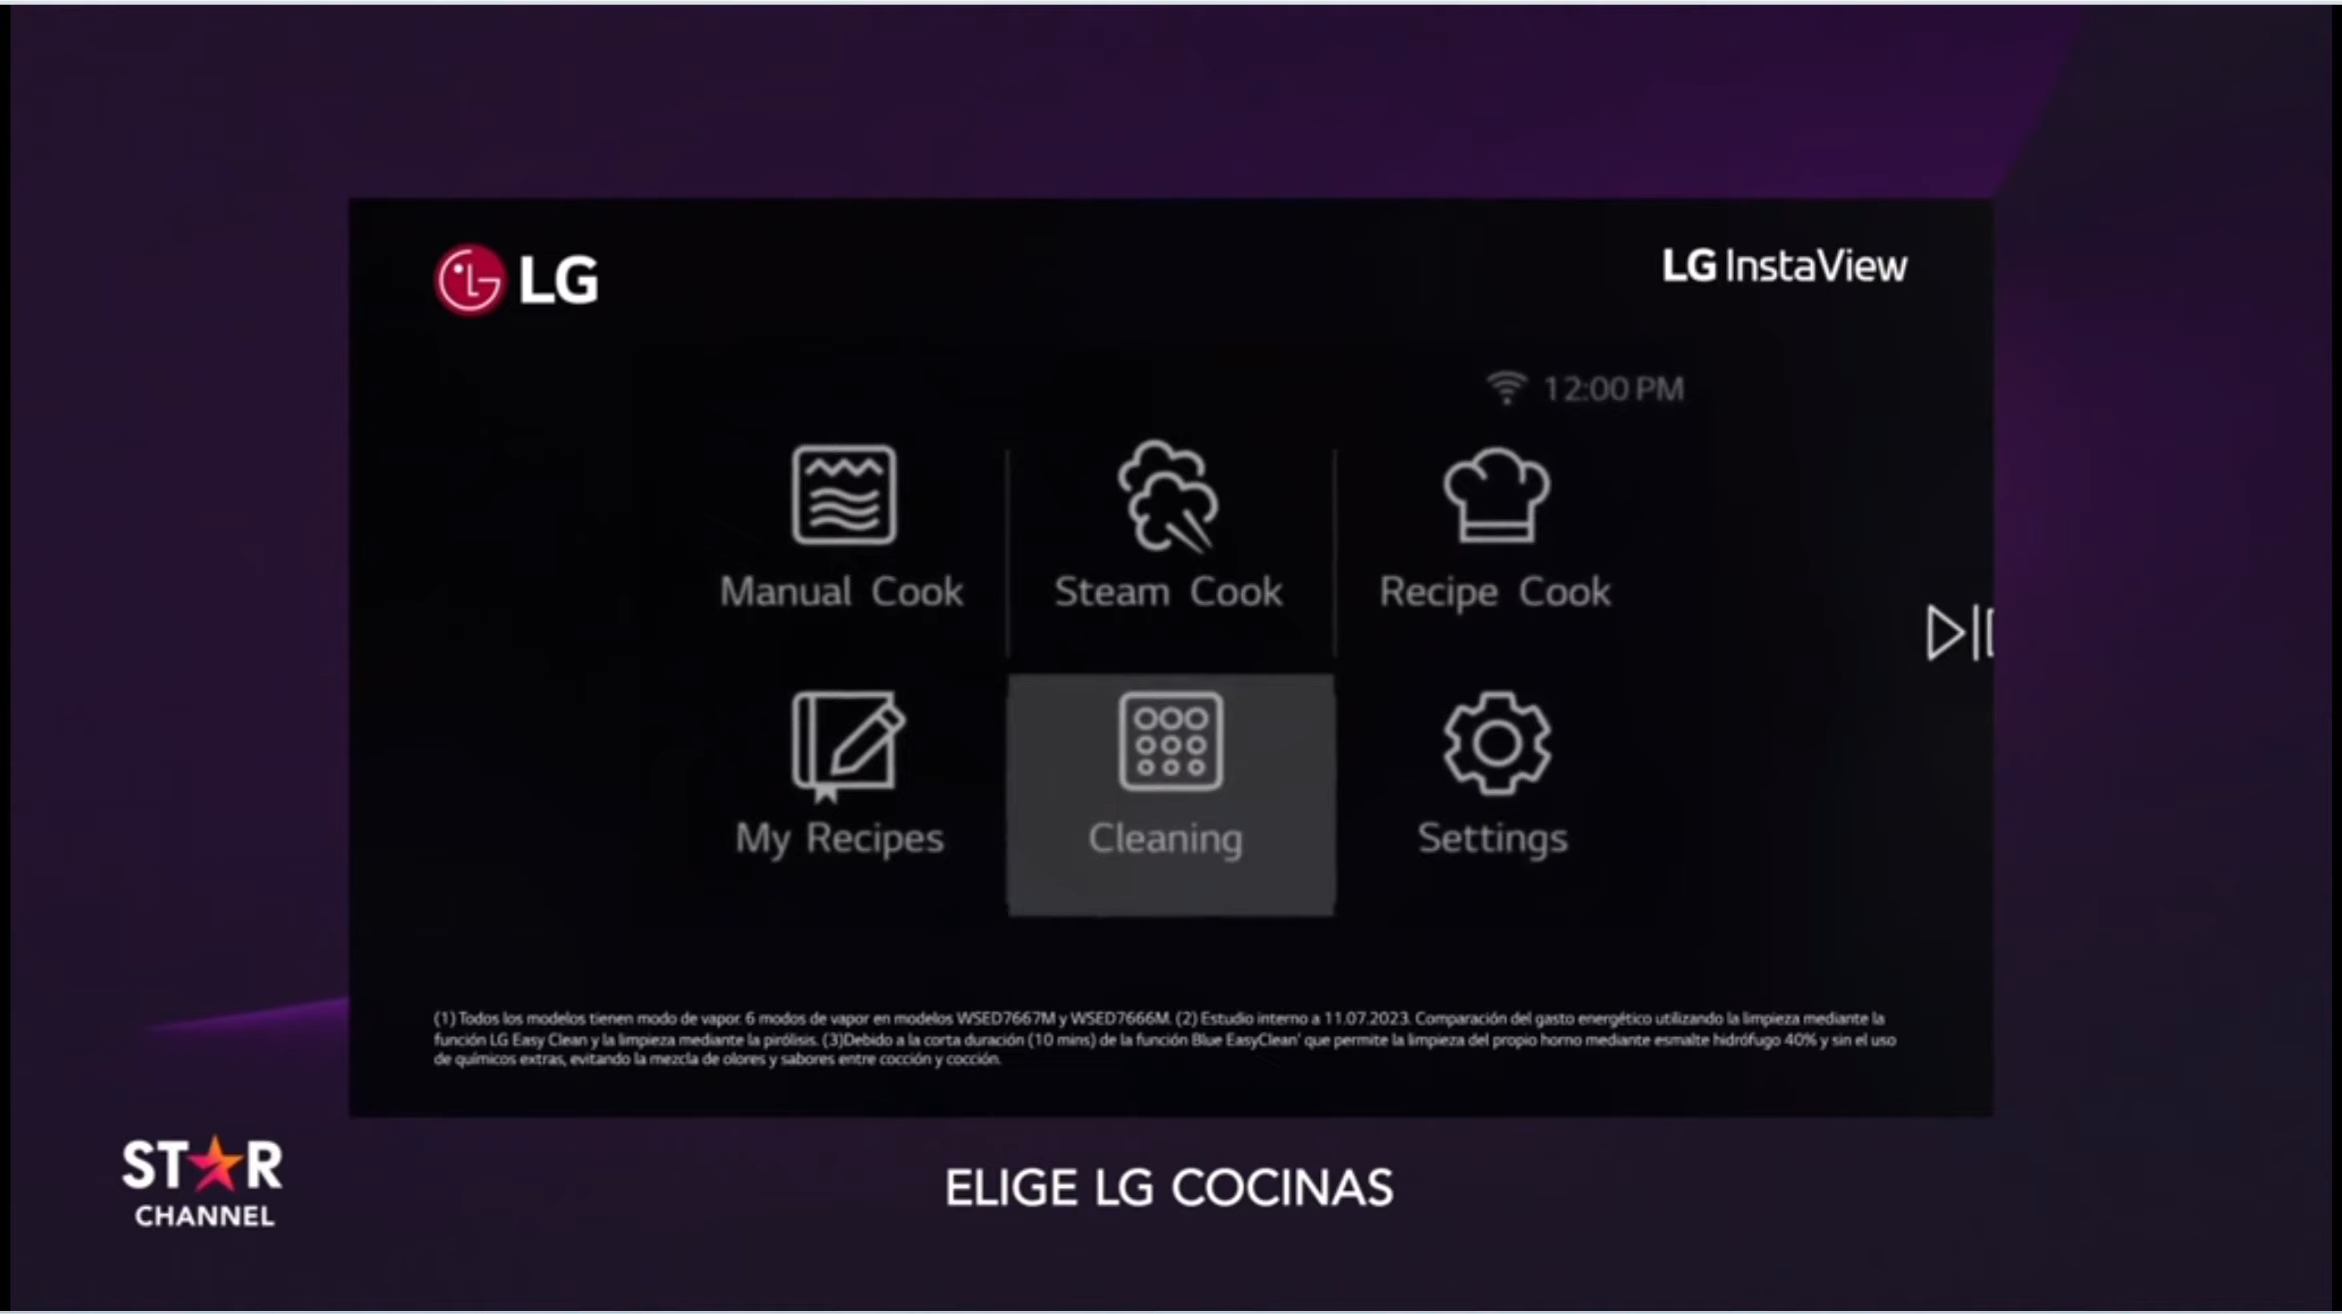 LG
LG InstaView
12:00 PM
Manual Cook
Steam Cook
Recipe Cook
My Recipes
Cleaning
Settings
(1) Todos los modelos tienen modo de vapor. 6 modos de vapor en modelos WSED7667M y WSED7666M. (2) Estudio interno a 11.07.2023. Comparación del gasto energético utilizando la limpieza mediante la
función LG Easy Clean y la limpieza mediante la pirólisis. (3)Debido a la corta duración (10 mins) de la función Blue EasyClean' que permite la limpieza del propio horno mediante esmalte hidrófugo 40% y sin el uso
de químicos extras, evitando la mezcla de olores y sabores entre cocción y cocción.
STAR
CHANNEL
ELIGE LG COCINAS